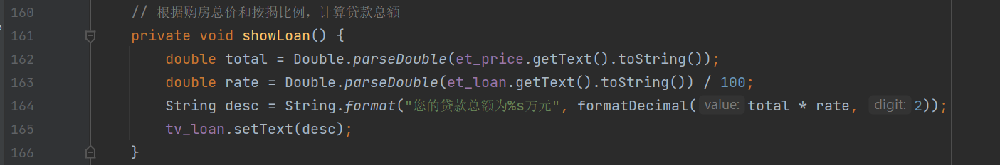 160 // 根据购房总价和按揭比例，计算贷款总额
161 private void showLoan() {
162 double total = Double.parseDouble(et_price.getText().toString());
163 double rate = Double.parseDouble(et_loan.getText().toString()) / 100;
164 String desc = String.format("您的贷款总额为%s万元", formatDecimal( value: total * rate, digit: 2));
165 tv_loan.setText(desc);
166 }